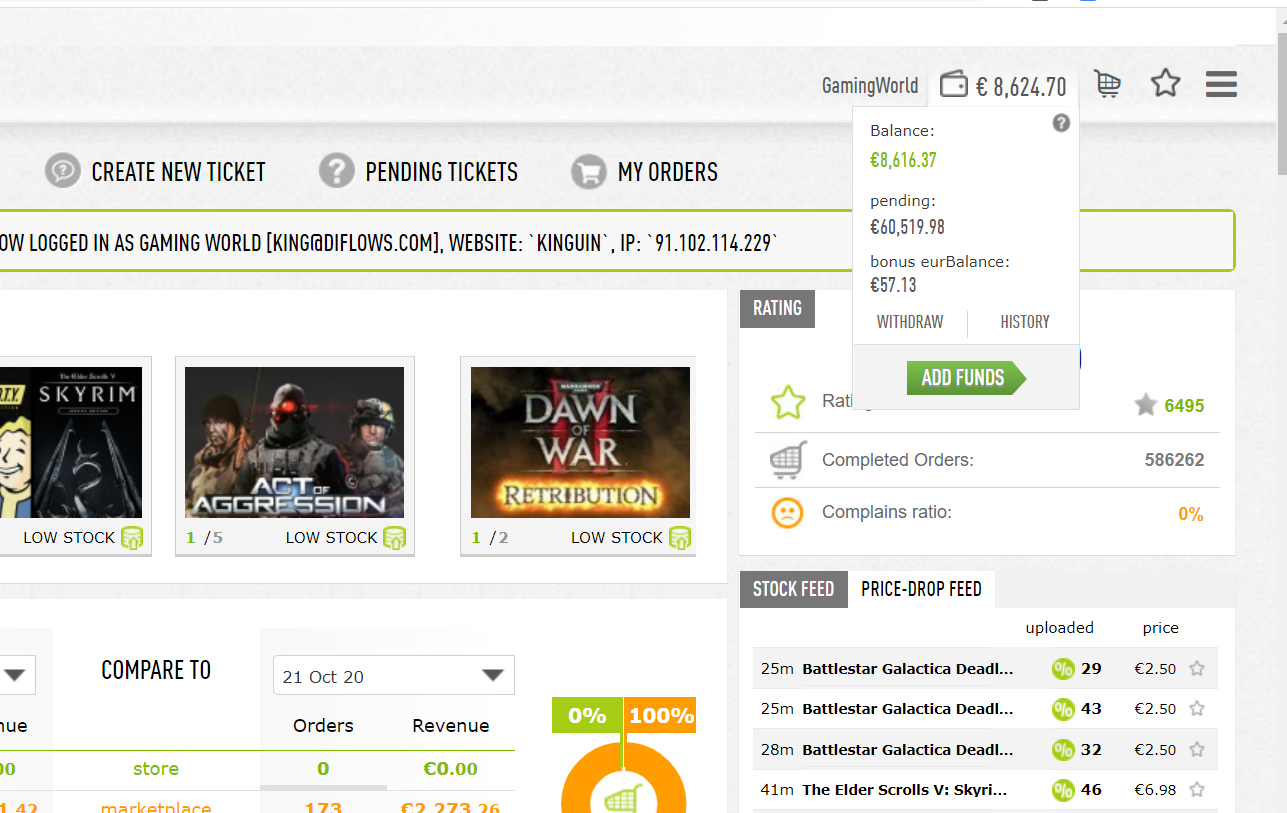 GamingWorld € 8,624.70
Balance:
€8,616.37
pending:
€60,519.98
bonus eurBalance:
€57.13
WITHDRAW HISTORY
ADD FUNDS
CREATE NEW TICKET PENDING TICKETS MY ORDERS
OW LOGGED IN AS GAMING WORLD [KING@DIFLOWS.COM], WEBSITE: `KINGUIN`, IP: `91.102.114.229`
The Elder Scrolls V
SKYRIM
LOW STOCK
ACT OF AGGRESSION
1 / 5 LOW STOCK
WARHAMMER
DAWN OF WAR II
RETRIBUTION
1 / 2 LOW STOCK
RATING
6495
Completed Orders: 586262
Complains ratio: 0%
COMPARE TO
21 Oct 20
nue Orders Revenue
00 store 0 €0.00
1.42 marketplace 173 €2,273.26
0% 100%
STOCK FEED PRICE-DROP FEED
uploaded price
25m Battlestar Galactica Deadl... % 29 €2.50
25m Battlestar Galactica Deadl... % 43 €2.50
28m Battlestar Galactica Deadl... % 32 €2.50
41m The Elder Scrolls V: Skyri... % 46 €6.98